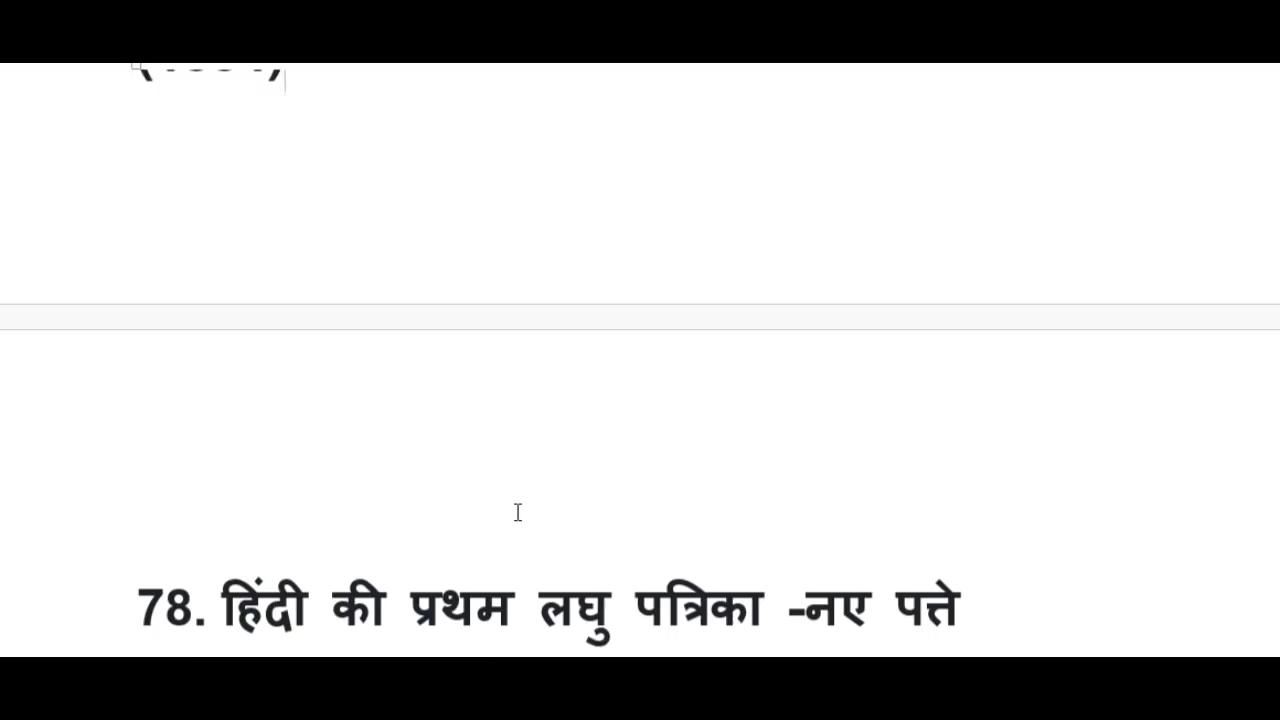 78. हिंदी की प्रथम लघु पत्रिका -नए पत्ते